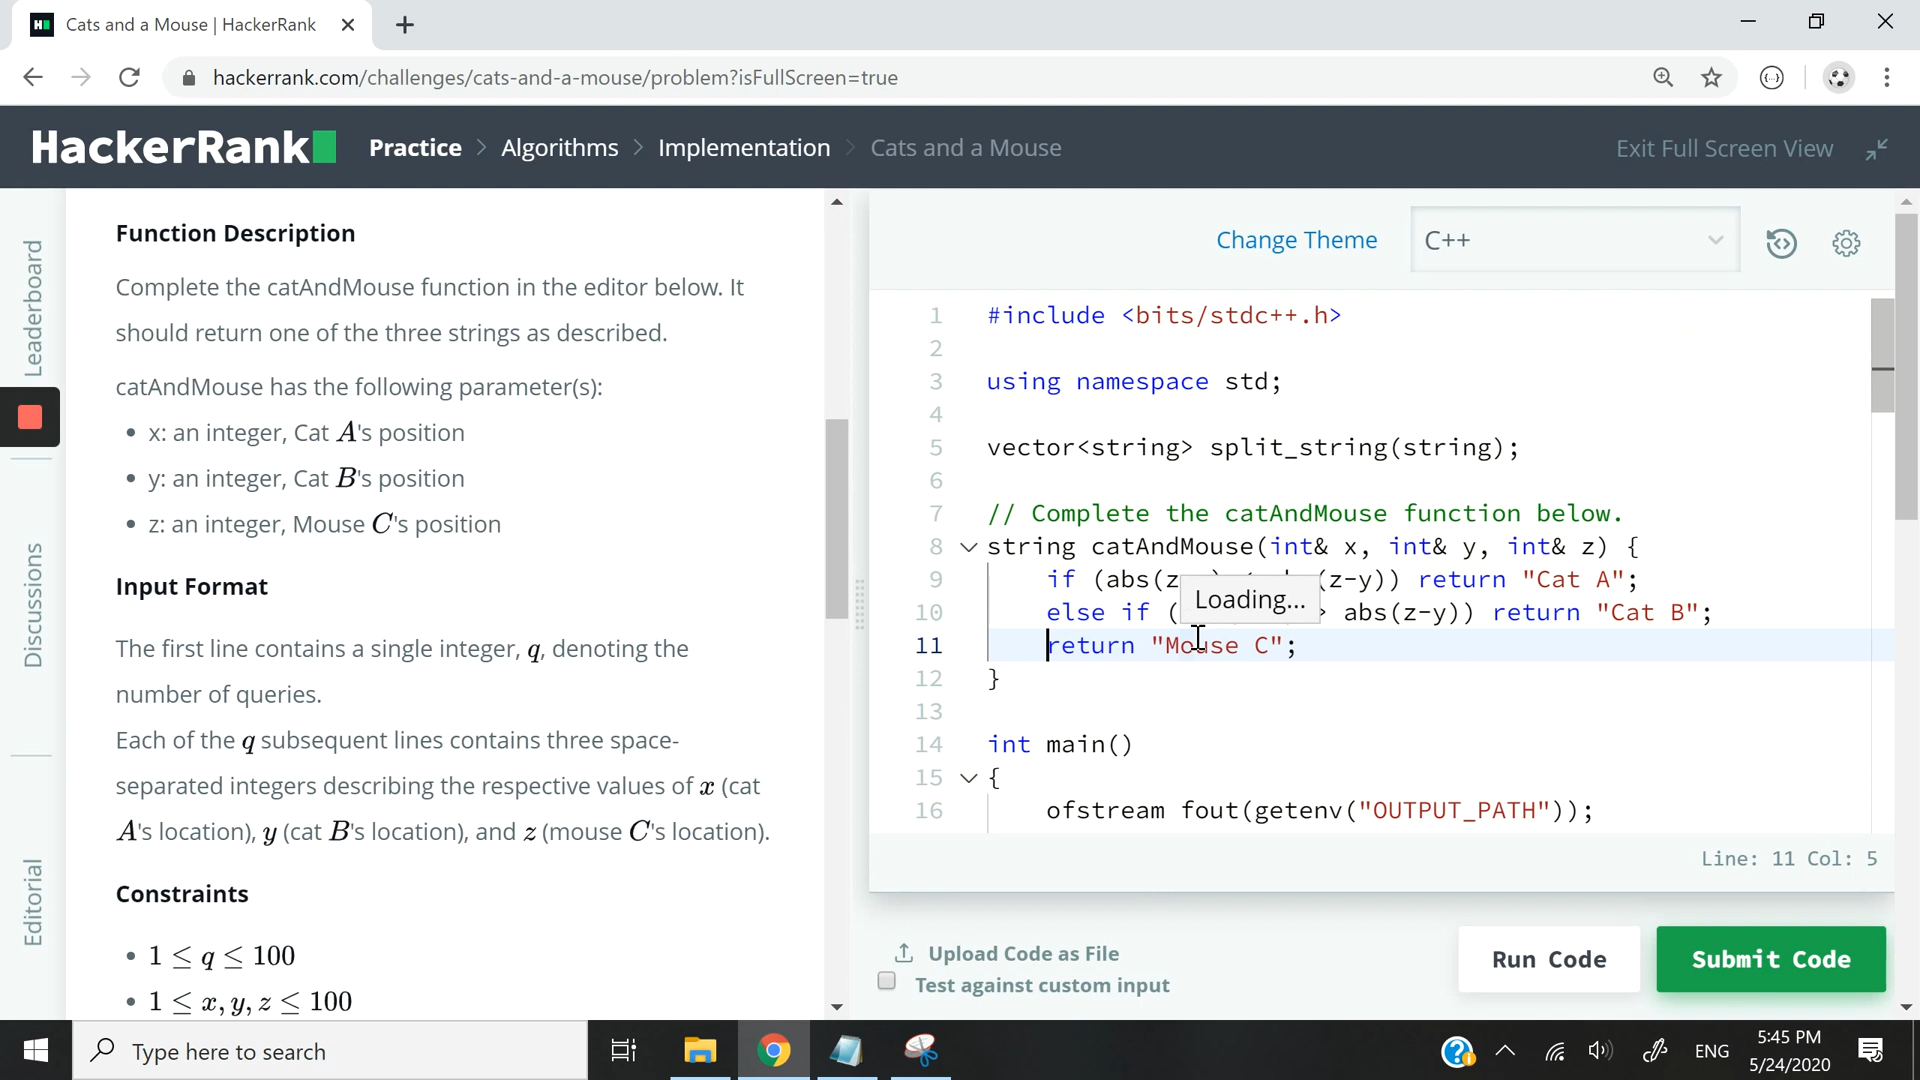 Cats and a Mouse | HackerRank
hackerrank.com/challenges/cats-and-a-mouse/problem?isFullScreen=true
HackerRank Practice > Algorithms > Implementation > Cats and a Mouse Exit Full Screen View
Leaderboard
Discussions
Editorial
Function Description
Complete the catAndMouse function in the editor below. It
should return one of the three strings as described.
catAndMouse has the following parameter(s):
• x: an integer, Cat A's position
• y: an integer, Cat B's position
• z: an integer, Mouse C's position
Input Format
The first line contains a single integer, q, denoting the
number of queries.
Each of the q subsequent lines contains three space-
separated integers describing the respective values of x (cat
A's location), y (cat B's location), and z (mouse C's location).
Constraints
• 1 ≤ q ≤ 100
• 1 ≤ x, y, z ≤ 100
Change Theme C++
1 #include <bits/stdc++.h>
2
3 using namespace std;
4
5 vector<string> split_string(string);
6
7 // Complete the catAndMouse function below.
8 string catAndMouse(int& x, int& y, int& z) {
9 if (abs(z (z-y)) return "Cat A";
Loading...
10 else if ( > abs(z-y)) return "Cat B";
11 return "Mouse C";
12 }
13
14 int main()
15 {
16 ofstream fout(getenv("OUTPUT_PATH"));
Line: 11 Col: 5
Upload Code as File
Test against custom input
Run Code
Submit Code
Type here to search
ENG
5:45 PM
5/24/2020